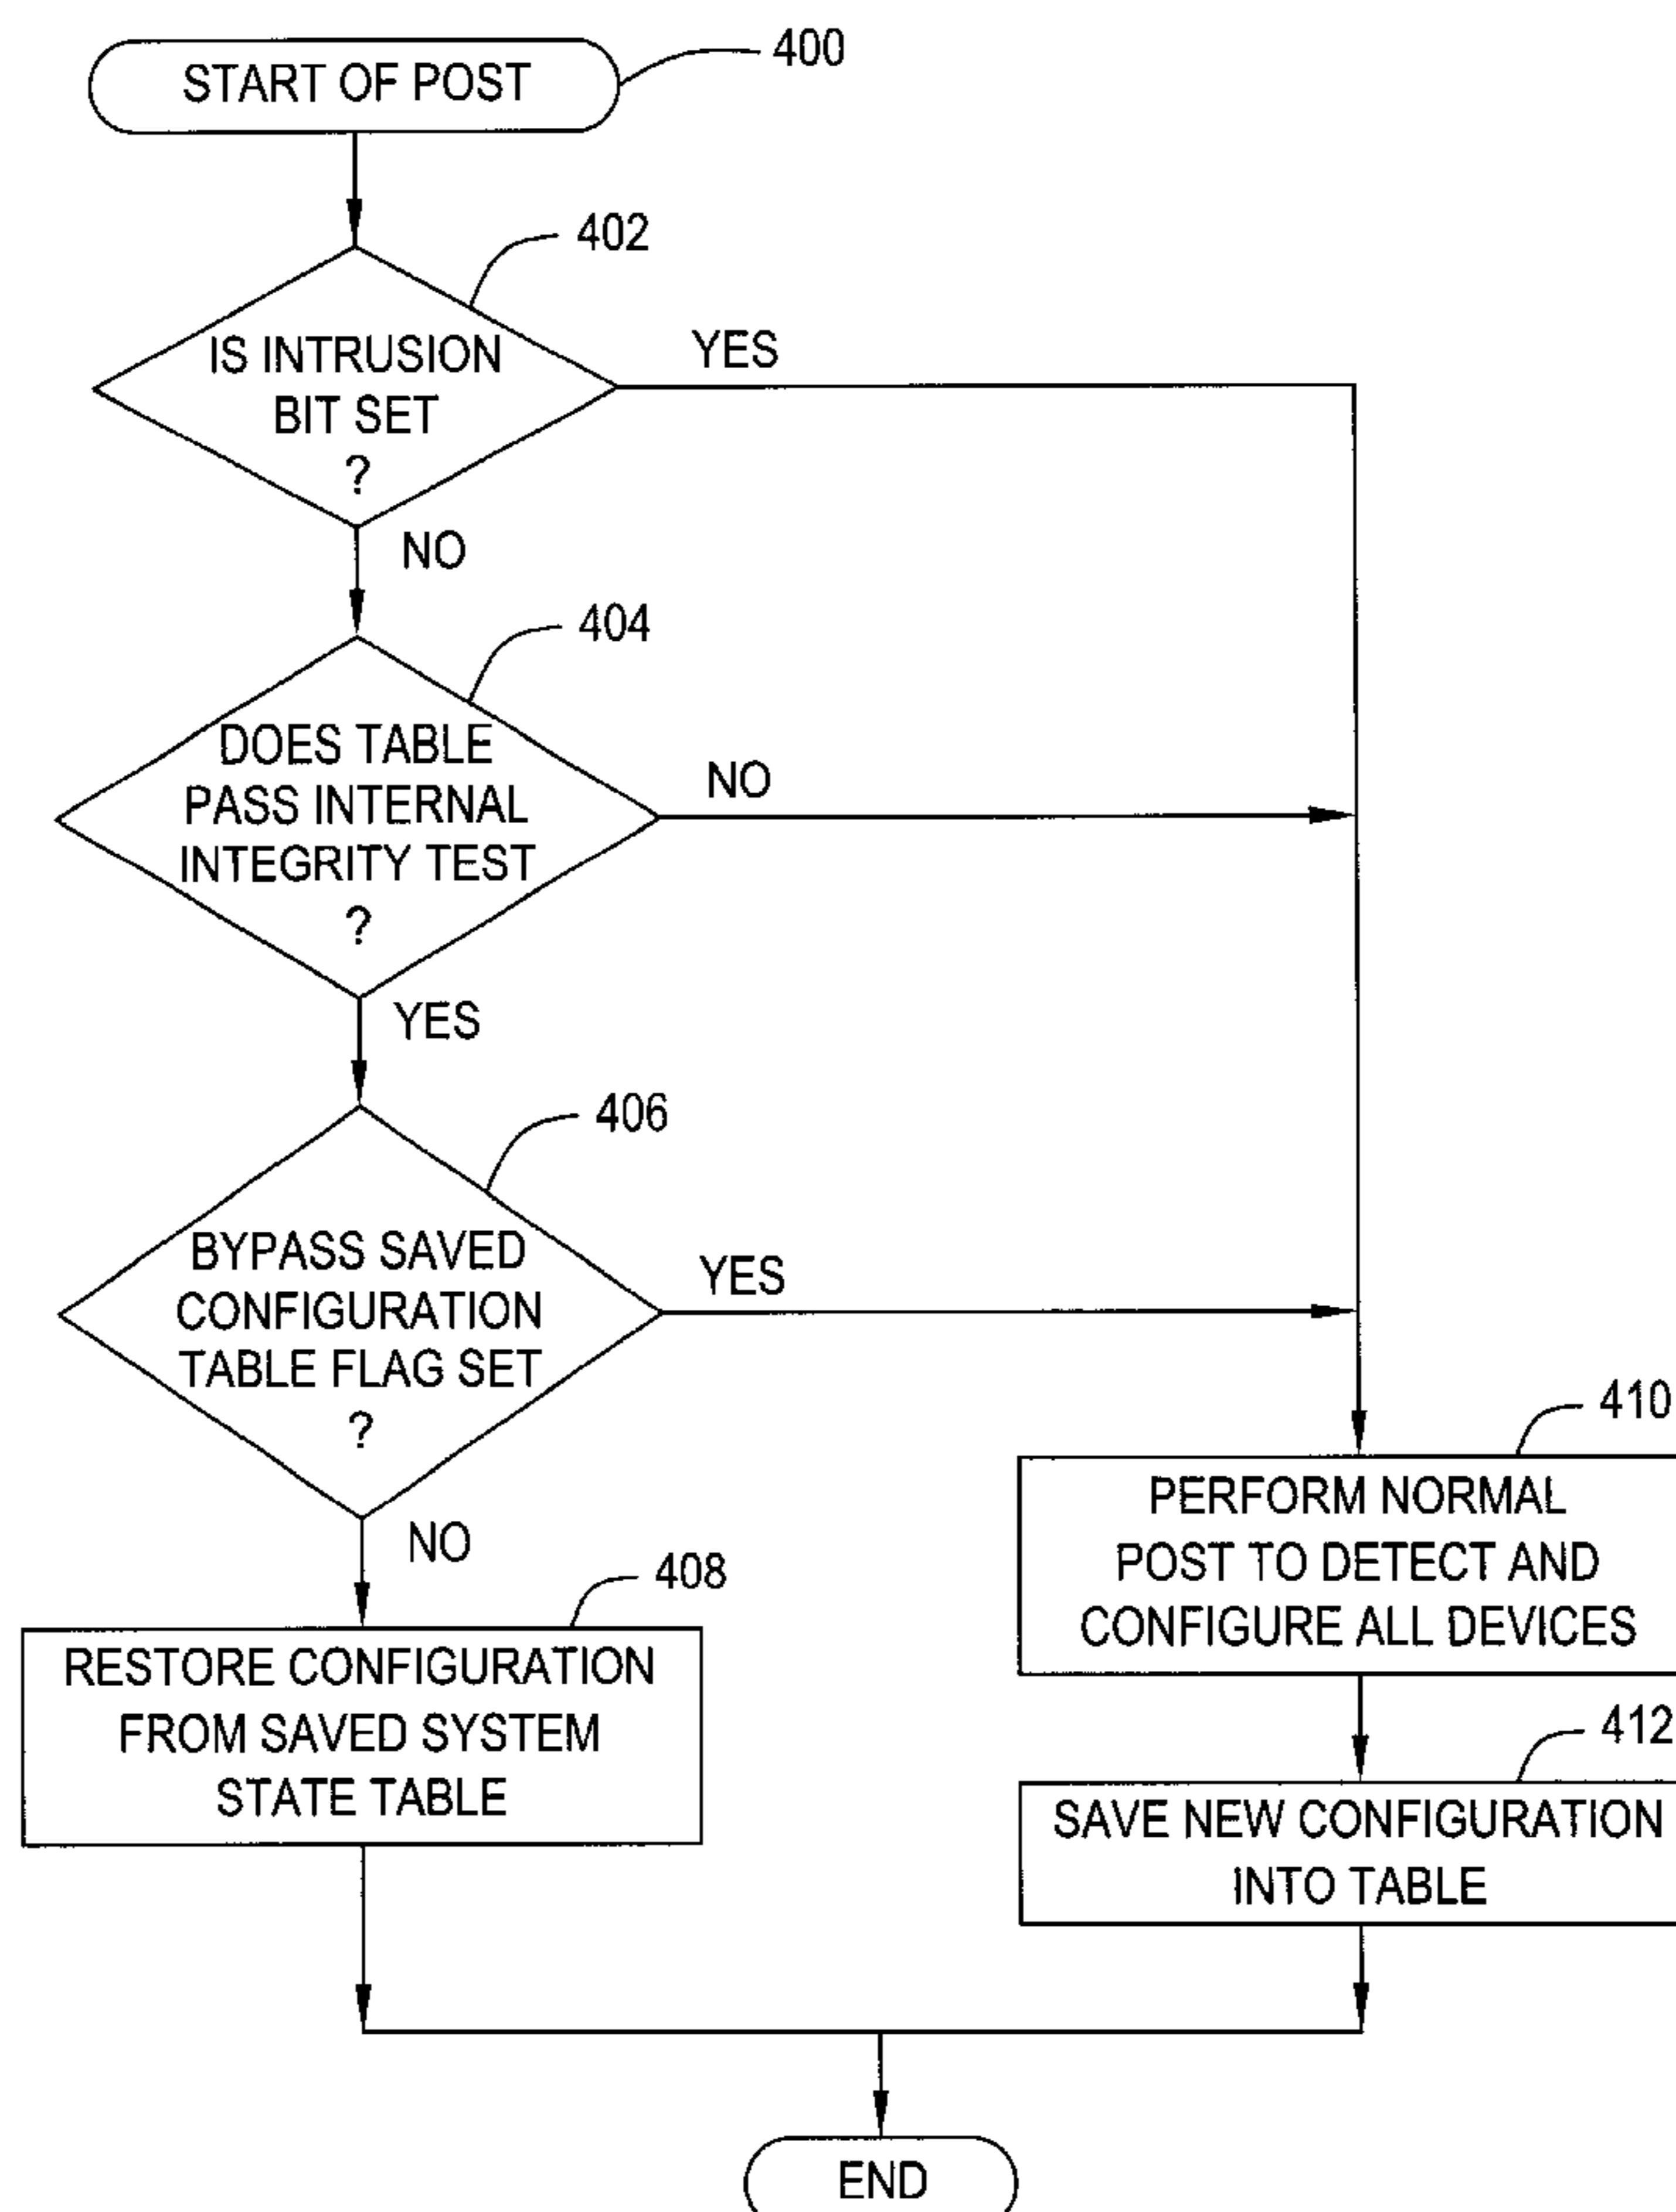 START OF POST
400
402
IS INTRUSION
BIT SET
?
YES
NO
404
DOES TABLE
PASS INTERNAL
INTEGRITY TEST
?
NO
YES
406
BYPASS SAVED
CONFIGURATION
TABLE FLAG SET
?
YES
NO
408
RESTORE CONFIGURATION
FROM SAVED SYSTEM
STATE TABLE
410
PERFORM NORMAL
POST TO DETECT AND
CONFIGURE ALL DEVICES
412
SAVE NEW CONFIGURATION
INTO TABLE
END